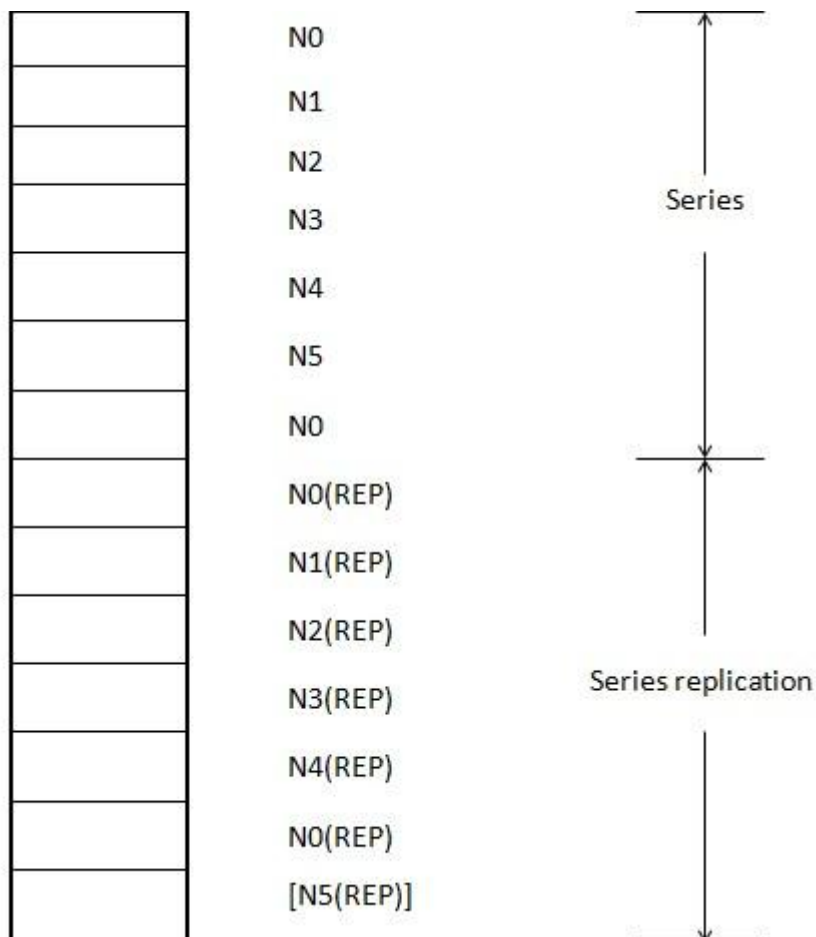 N0
N1
N2
Series
N3
N4
N5
N0
N0(REP)
N1(REP)
N2(REP)
Series replication
N3(REP)
N4(REP)
N0(REP)
[N5(REP)]